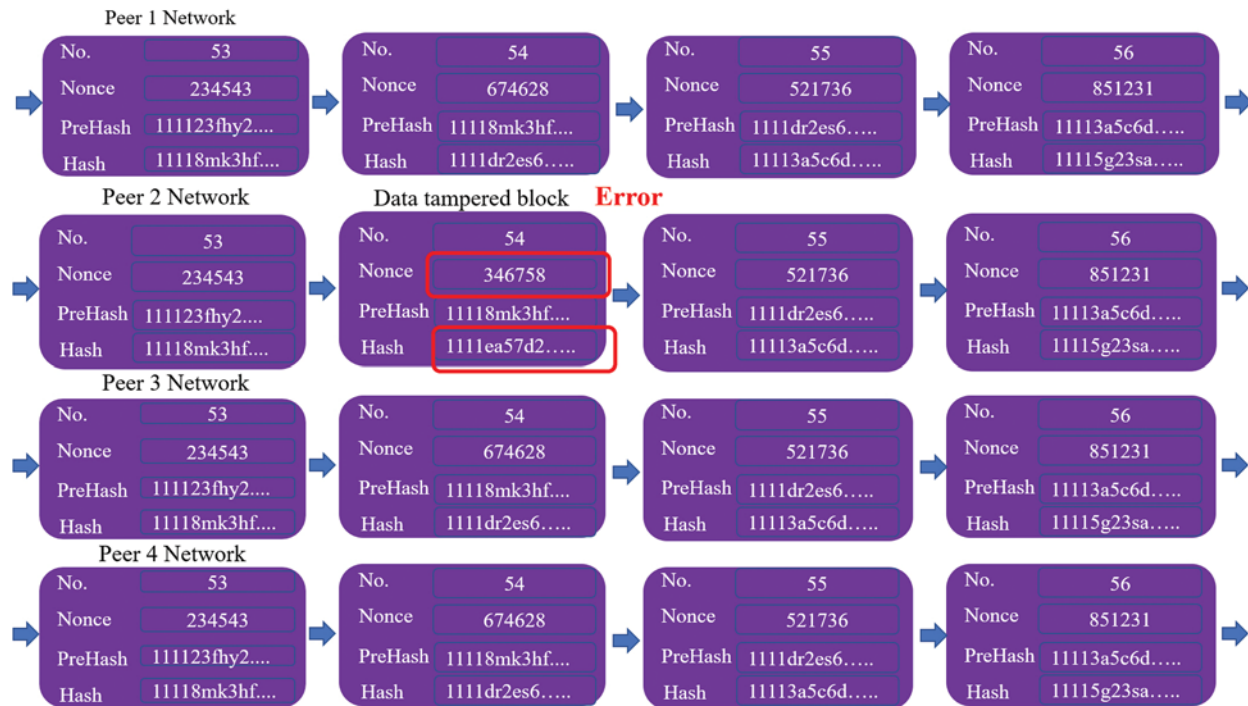 Peer 1 Network
No. 53 No. 54 No. 55 No. 56
Nonce 234543 Nonce 674628 Nonce 521736 Nonce 851231
PreHash 111123fhy2.... PreHash 11118mk3hf.... PreHash 1111dr2es6….. PreHash 11113a5c6d…..
Hash 11118mk3hf.... Hash 1111dr2es6….. Hash 11113a5c6d….. Hash 11115g23sa…..
Peer 2 Network Data tampered block Error
No. 53 No. 54 No. 55 No. 56
Nonce 234543 Nonce 346758 Nonce 521736 Nonce 851231
PreHash 111123fhy2.... PreHash 11118mk3hf.... PreHash 1111dr2es6….. PreHash 11113a5c6d…..
Hash 11118mk3hf.... Hash 1111ea57d2….. Hash 11113a5c6d….. Hash 11115g23sa…..
Peer 3 Network
No. 53 No. 54 No. 55 No. 56
Nonce 234543 Nonce 674628 Nonce 521736 Nonce 851231
PreHash 111123fhy2.... PreHash 11118mk3hf.... PreHash 1111dr2es6….. PreHash 11113a5c6d…..
Hash 11118mk3hf.... Hash 1111dr2es6….. Hash 11113a5c6d….. Hash 11115g23sa…..
Peer 4 Network
No. 53 No. 54 No. 55 No. 56
Nonce 234543 Nonce 674628 Nonce 521736 Nonce 851231
PreHash 111123fhy2.... PreHash 11118mk3hf.... PreHash 1111dr2es6….. PreHash 11113a5c6d…..
Hash 11118mk3hf.... Hash 1111dr2es6….. Hash 11113a5c6d….. Hash 11115g23sa…..